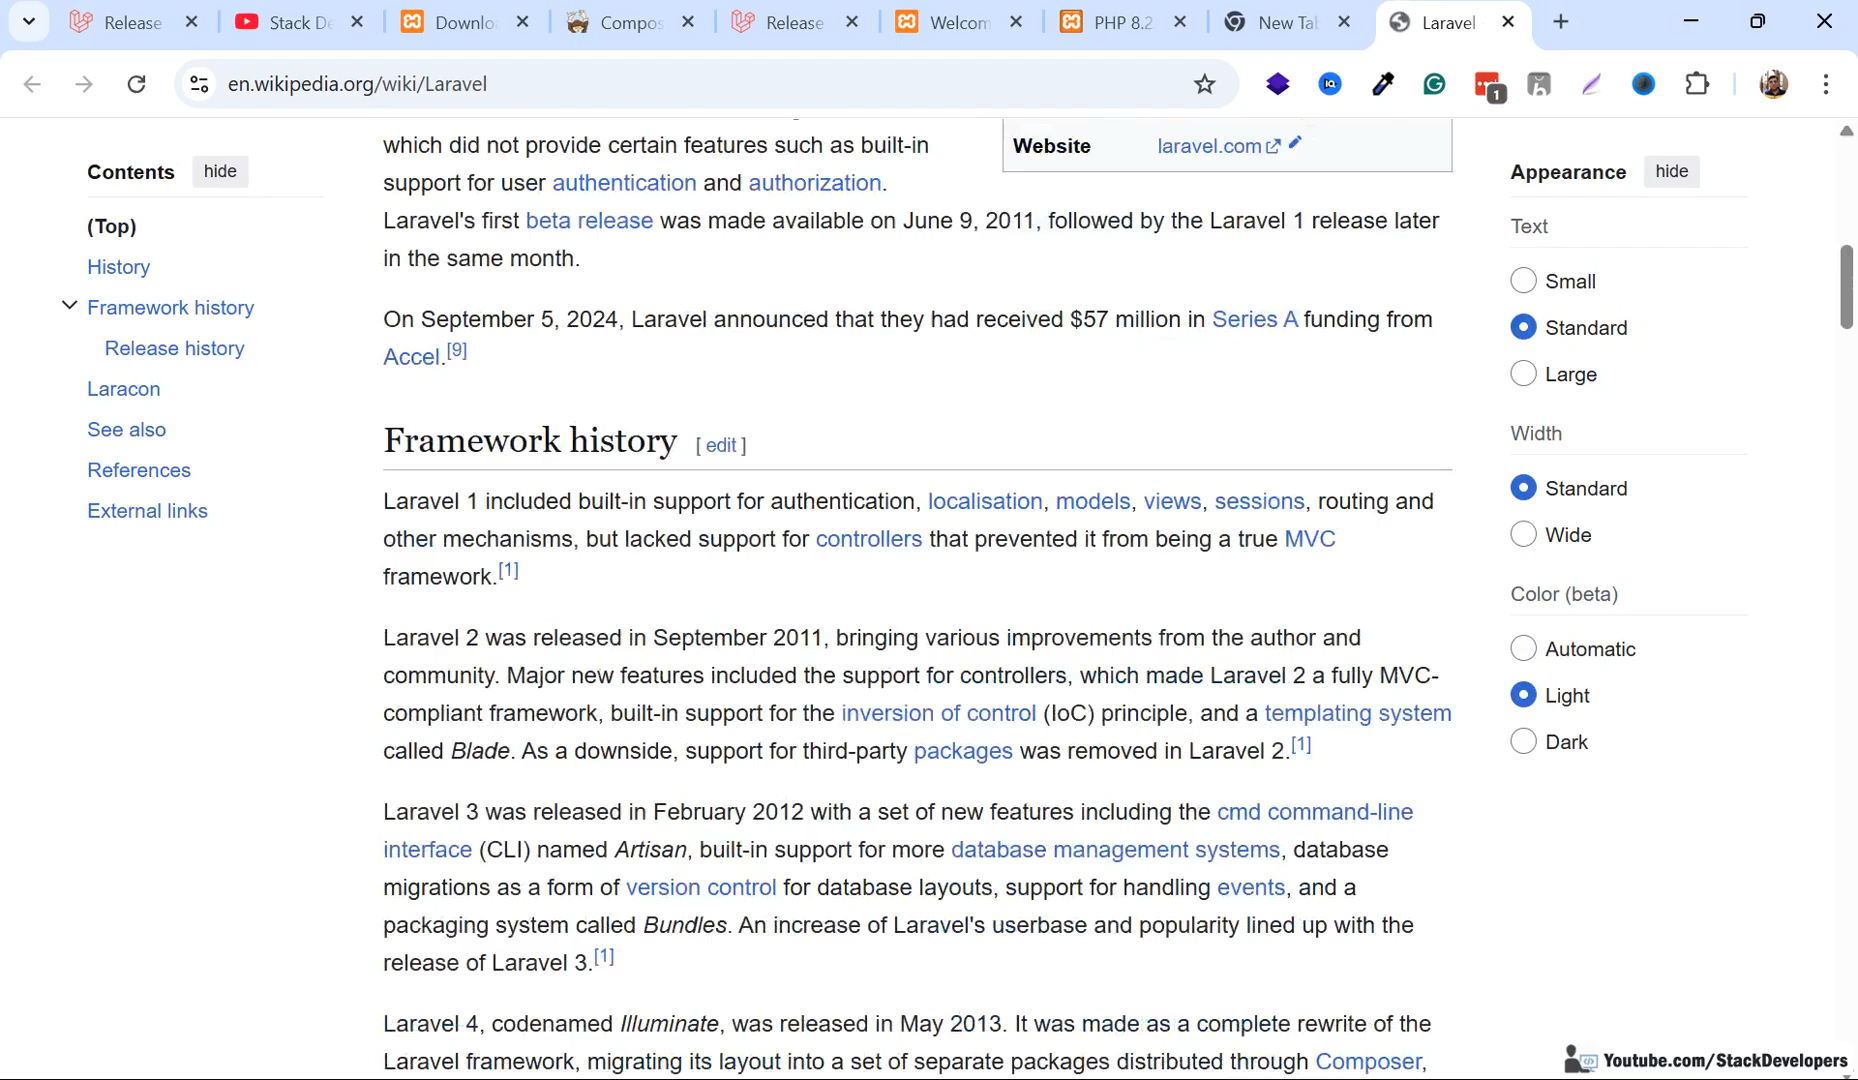 Release
Stack De
Downlo
Compos
Release
Welcom
PHP 8.2
New Tab
Laravel
en.wikipedia.org/wiki/Laravel
1
Contents
hide
(Top)
History
Framework history
Release history
Laracon
See also
References
External links
which did not provide certain features such as built-in
support for user authentication and authorization.
Laravel's first beta release was made available on June 9, 2011, followed by the Laravel 1 release later
in the same month.
On September 5, 2024, Laravel announced that they had received $57 million in Series A funding from
Accel.[9]
Website laravel.com
Framework history [ edit ]
Laravel 1 included built-in support for authentication, localisation, models, views, sessions, routing and
other mechanisms, but lacked support for controllers that prevented it from being a true MVC
framework.[1]
Laravel 2 was released in September 2011, bringing various improvements from the author and
community. Major new features included the support for controllers, which made Laravel 2 a fully MVC-
compliant framework, built-in support for the inversion of control (IoC) principle, and a templating system
called Blade. As a downside, support for third-party packages was removed in Laravel 2.[1]
Laravel 3 was released in February 2012 with a set of new features including the cmd command-line
interface (CLI) named Artisan, built-in support for more database management systems, database
migrations as a form of version control for database layouts, support for handling events, and a
packaging system called Bundles. An increase of Laravel's userbase and popularity lined up with the
release of Laravel 3.[1]
Laravel 4, codenamed Illuminate, was released in May 2013. It was made as a complete rewrite of the
Laravel framework, migrating its layout into a set of separate packages distributed through Composer,
Appearance
hide
Text
Small
Standard
Large
Width
Standard
Wide
Color (beta)
Automatic
Light
Dark
Youtube.com/StackDevelopers